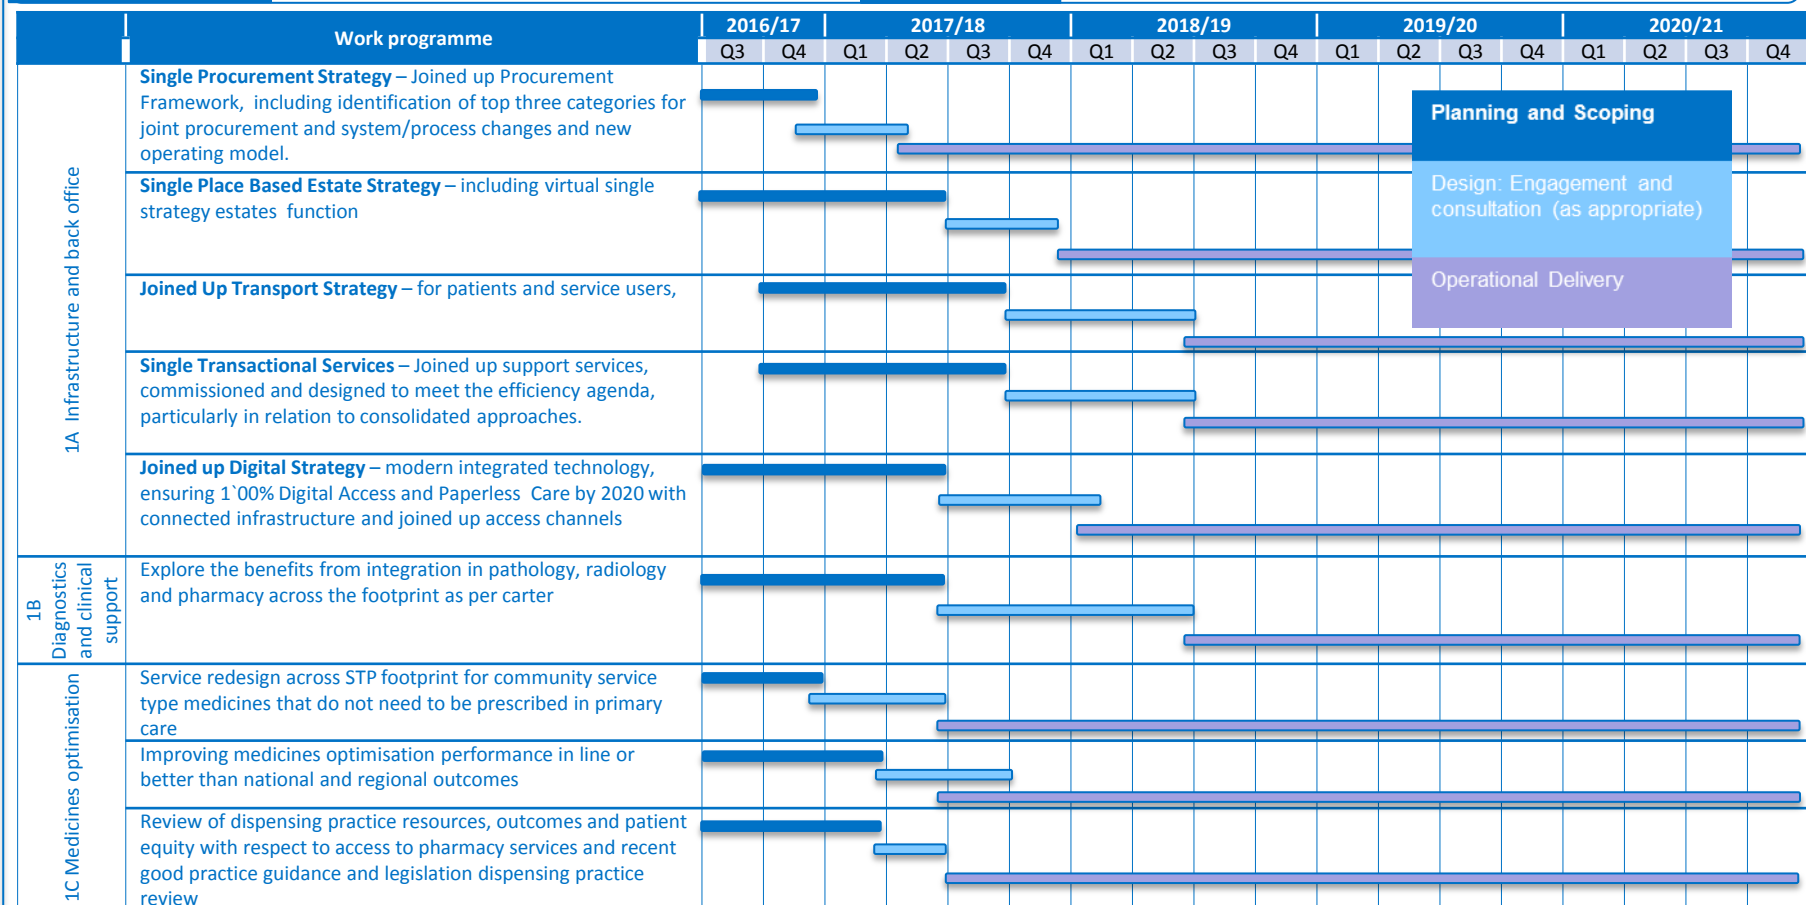 Work programme
2016/17 2017/18 2018/19 2019/20 2020/21
Q3 Q4 Q1 Q2 Q3 Q4 Q1 Q2 Q3 Q4 Q1 Q2 Q3 Q4 Q1 Q2 Q3 Q4
1A Infrastructure and back office
Single Procurement Strategy – Joined up Procurement
Framework, including identification of top three categories for
joint procurement and system/process changes and new
operating model.
Single Place Based Estate Strategy – including virtual single
strategy estates function
Joined Up Transport Strategy – for patients and service users,
Single Transactional Services – Joined up support services,
commissioned and designed to meet the efficiency agenda,
particularly in relation to consolidated approaches.
Joined up Digital Strategy – modern integrated technology,
ensuring 1`00% Digital Access and Paperless Care by 2020 with
connected infrastructure and joined up access channels
Planning and Scoping
Design: Engagement and
consultation (as appropriate)
Operational Delivery
1B
Diagnostics
and clinical
support
Explore the benefits from integration in pathology, radiology
and pharmacy across the footprint as per carter
1C Medicines optimisation
Service redesign across STP footprint for community service
type medicines that do not need to be prescribed in primary
care
Improving medicines optimisation performance in line or
better than national and regional outcomes
Review of dispensing practice resources, outcomes and patient
equity with respect to access to pharmacy services and recent
good practice guidance and legislation dispensing practice
review